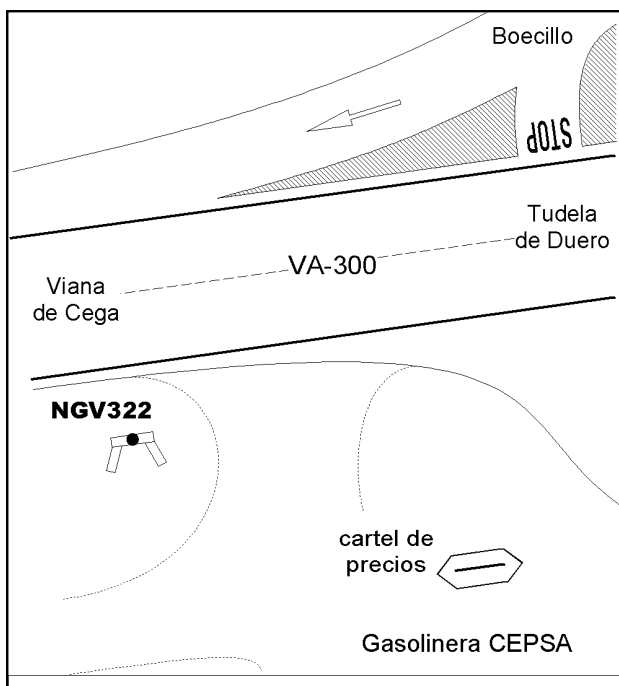 Boecillo
STOP
Tudela
de Duero
VA-300
Viana
de Cega
NGV322
cartel de
precios
Gasolinera CEPSA